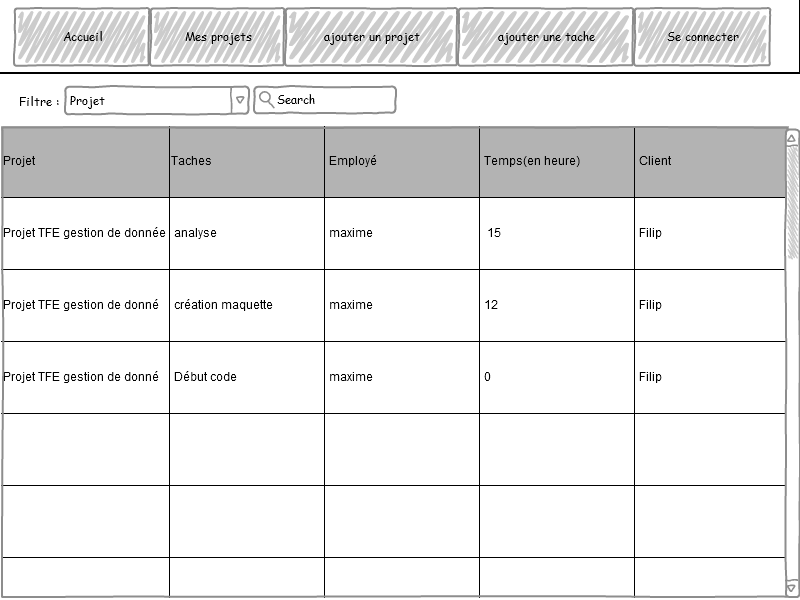 Accueil Mes projets ajouter un projet ajouter une tache Se connecter
Filtre : Projet Search
Projet Taches Employé Temps(en heure) Client
Projet TFE gestion de donnée analyse maxime 15 Filip
Projet TFE gestion de donné création maquette maxime 12 Filip
Projet TFE gestion de donné Début code maxime 0 Filip